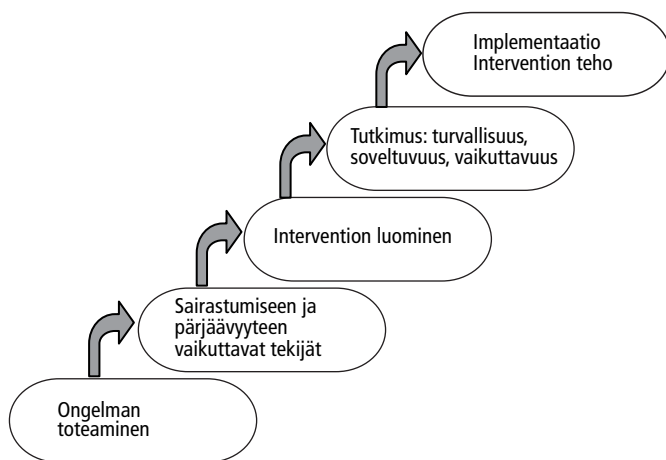 Implementaatio
Intervention teho
Tutkimus: turvallisuus,
soveltuvuus, vaikuttavuus
Intervention luominen
Sairastumiseen ja
pärjäävyyteen
vaikuttavat tekijät
Ongelman
toteaminen